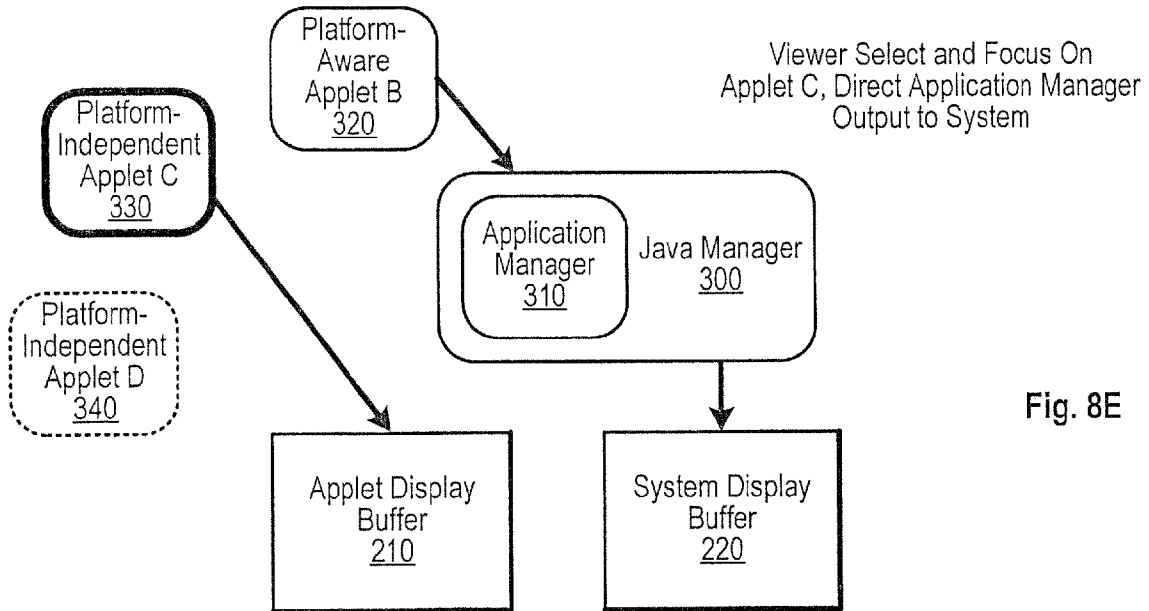 Platform-
Aware
Applet B
320
Viewer Select and Focus On
Applet C, Direct Application Manager
Output to System
Platform-
Independent
Applet C
330
Application
Manager
310
Java Manager
300
Platform-
Independent
Applet D
340
Fig. 8E
Applet Display
Buffer
210
System Display
Buffer
220